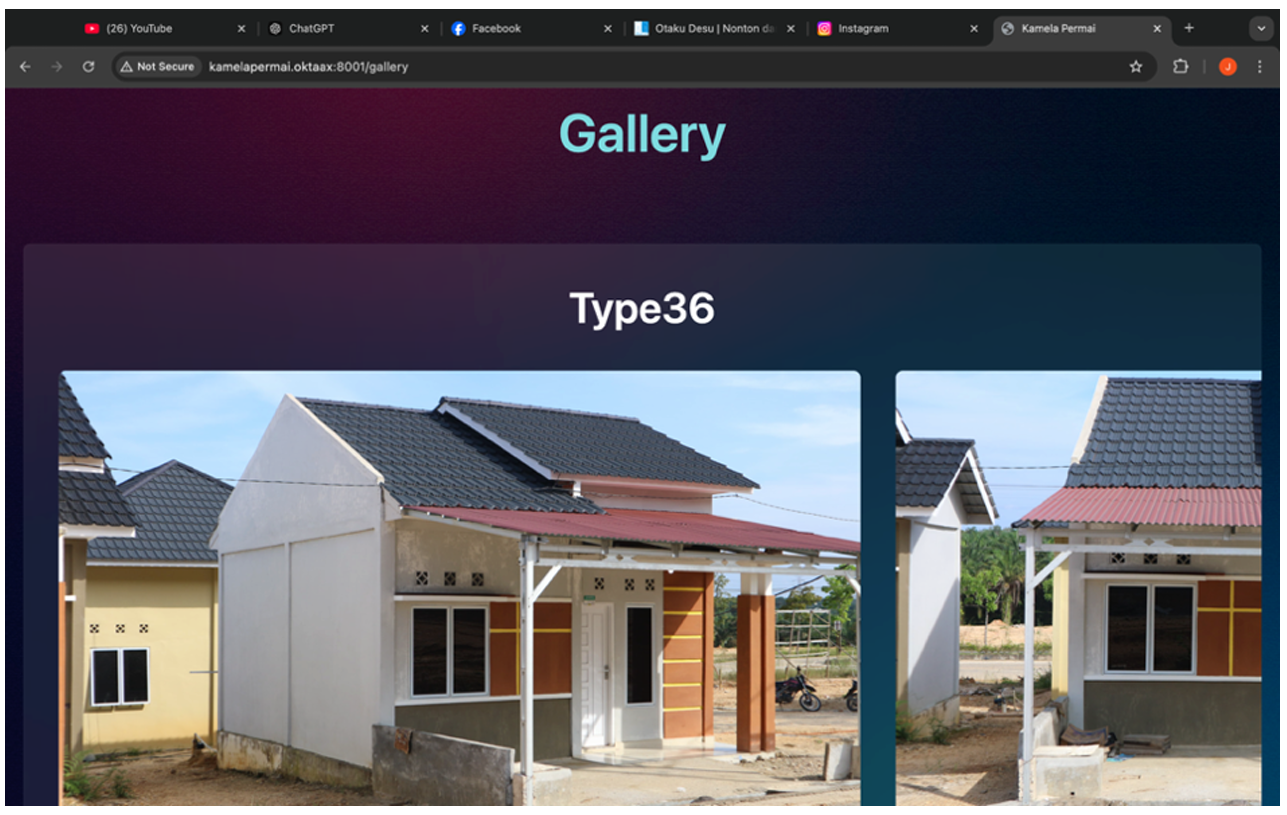 (26) YouTube
ChatGPT
Facebook
Otaku Desu | Nonton da
Instagram
Kamela Permai
Not Secure
kamelapermai.oktaax:8001/gallery
J
Gallery
Type36